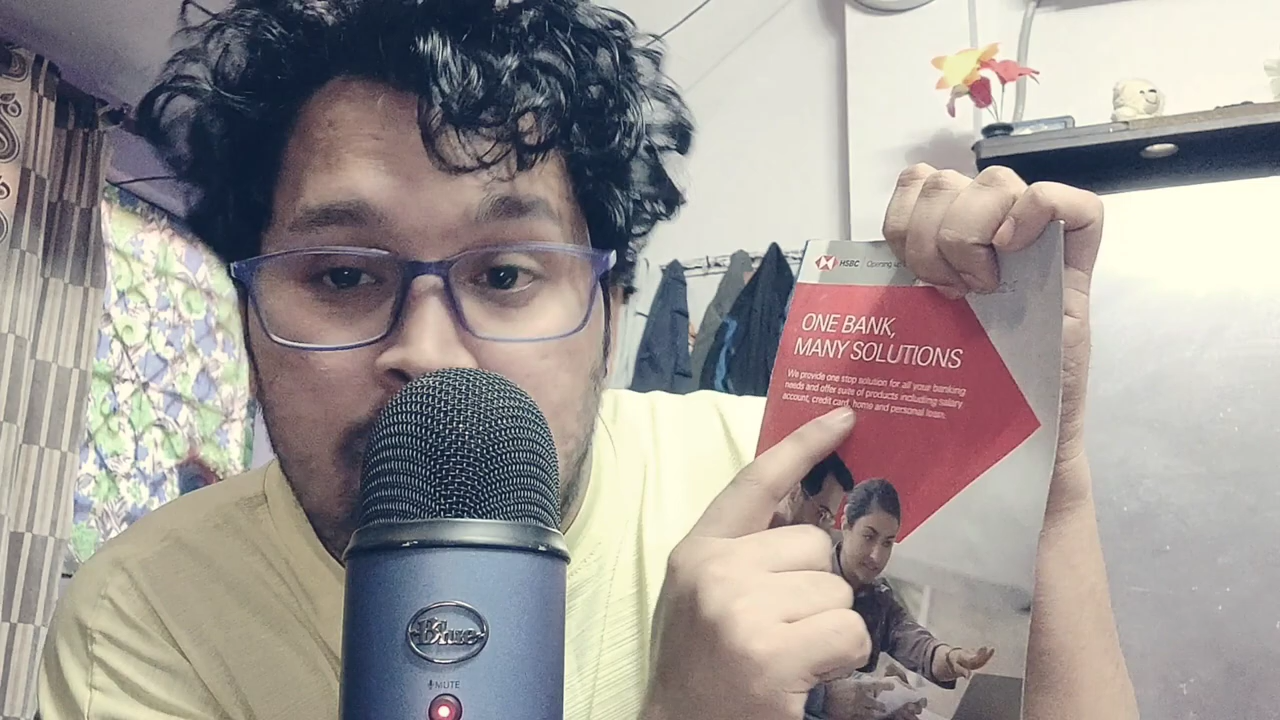 HSBC Opening
ONE BANK,
MANY SOLUTIONS
We provide one stop solution for all your banking
needs and offer suite of products including salary
account, credit card, home and personal loan.
Blue
MUTE